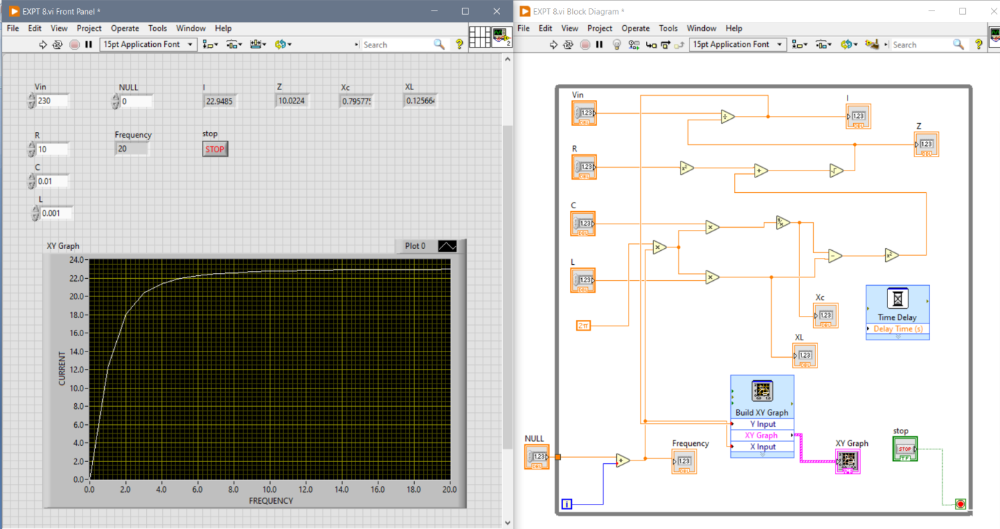 EXPT 8.vi Front Panel *
File Edit View Project Operate Tools Window Help
15pt Application Font
Search
2
Vin
230
NULL
0
I
22.9485
Z
10.0224
Xc
0.79577
XL
0.125664
R
10
Frequency
20
stop
STOP
C
0.01
L
0.001
XY Graph
Plot 0
24.0
22.0
20.0
18.0
16.0
14.0
12.0
10.0
8.0
6.0
4.0
2.0
0.0
CURRENT
0.0 2.0 4.0 6.0 8.0 10.0 12.0 14.0 16.0 18.0 20.0
FREQUENCY
EXPT 8.vi Block Diagram *
File Edit View Project Operate Tools Window Help
15pt Application Font
Search
Vin
1.23
DBL
÷
I
1.23
DBL
Z
1.23
DBL
R
1.23
DBL
x²
+
√
C
1.23
DBL
×
1/x
×
−
x²
L
1.23
DBL
×
2π
Xc
1.23
DBL
Time Delay
Delay Time (s)
XL
1.23
DBL
Build XY Graph
Y Input
XY Graph
X Input
NULL
1.23
DBL
+
Frequency
1.23
DBL
XY Graph
stop
STOP
TF
i